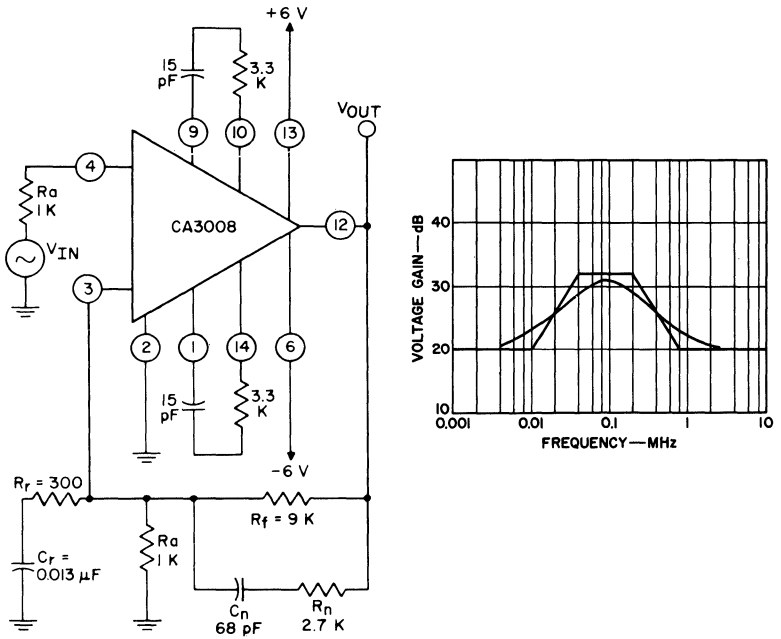 +6 V
15
pF
3.3
K
VOUT
9
10
13
4
Ra
1 K
CA3008
12
VIN
3
2
1
14
6
15
pF
3.3
K
-6 V
Rr = 300
Rf = 9 K
Ra
1 K
Cr =
0.013 µF
Cn
68 pF
Rn
2.7 K
VOLTAGE GAIN—dB
40
30
20
10
0.001
0.01
0.1
1
10
FREQUENCY—MHz